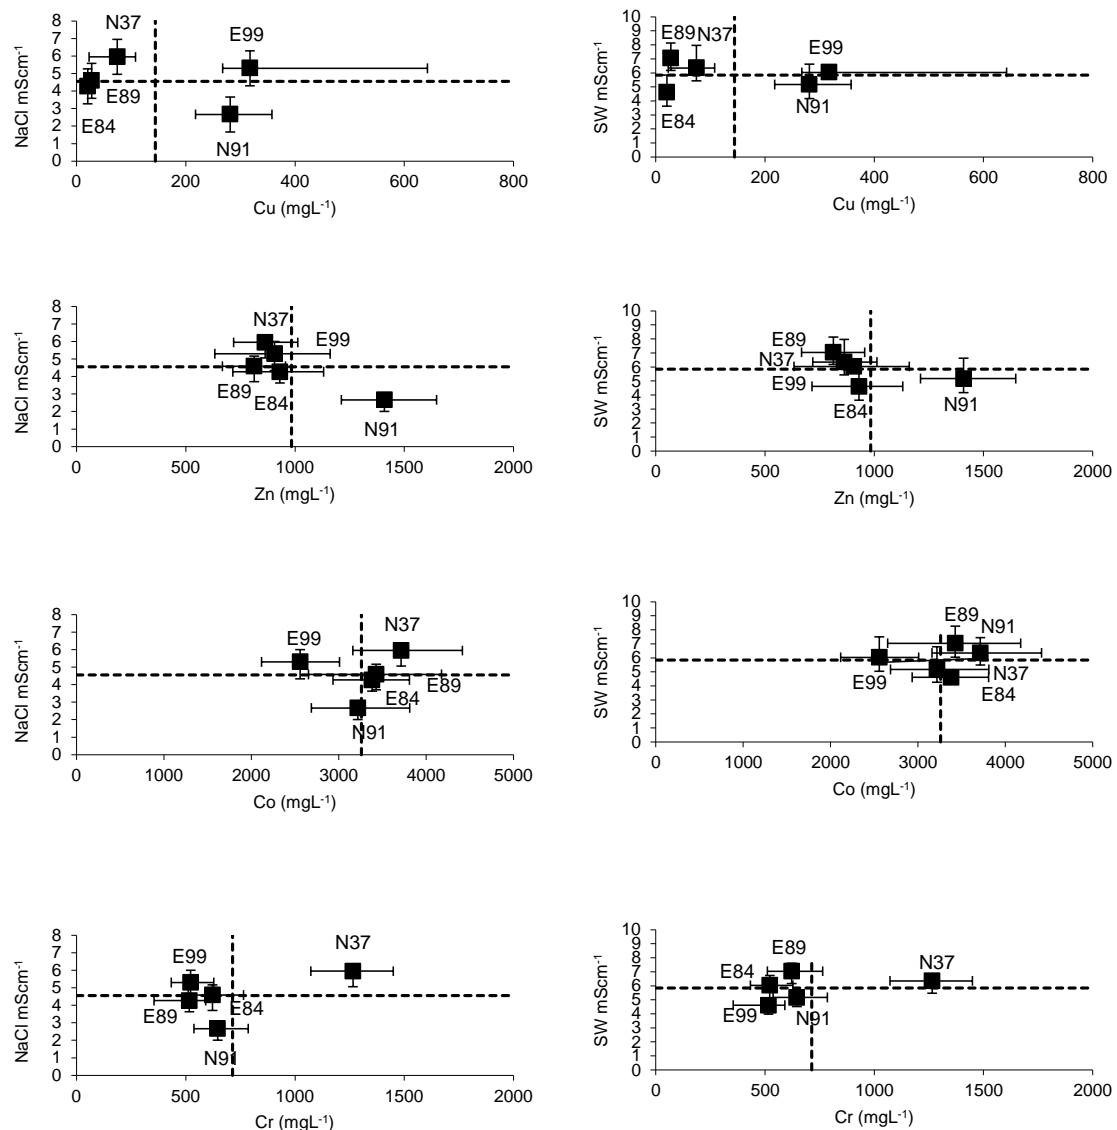 N37
E99
E89
E84
N91
NaCl mScm-1
8
7
6
5
4
3
2
1
0
0 200 400 600 800
Cu (mgL-1)
E89 N37
E99
N91
E84
SW mScm-1
10
9
8
7
6
5
4
3
2
1
0
0 200 400 600 800
Cu (mgL-1)
N37
E99
E89
E84
N91
NaCl mScm-1
8
7
6
5
4
3
2
1
0
0 500 1000 1500 2000
Zn (mgL-1)
E89
N37
E99
E84
N91
SW mScm-1
10
9
8
7
6
5
4
3
2
1
0
0 500 1000 1500 2000
Zn (mgL-1)
N37
E99
E89
E84
N91
NaCl mScm-1
8
7
6
5
4
3
2
1
0
0 1000 2000 3000 4000 5000
Co (mgL-1)
E89
N91
E99
N37
E84
SW mScm-1
10
9
8
7
6
5
4
3
2
1
0
0 1000 2000 3000 4000 5000
Co (mgL-1)
N37
E99
E84
E89
N91
NaCl mScm-1
8
7
6
5
4
3
2
1
0
0 500 1000 1500 2000
Cr (mgL-1)
E89
N37
E84
E99
N91
SW mScm-1
10
9
8
7
6
5
4
3
2
1
0
0 500 1000 1500 2000
Cr (mgL-1)